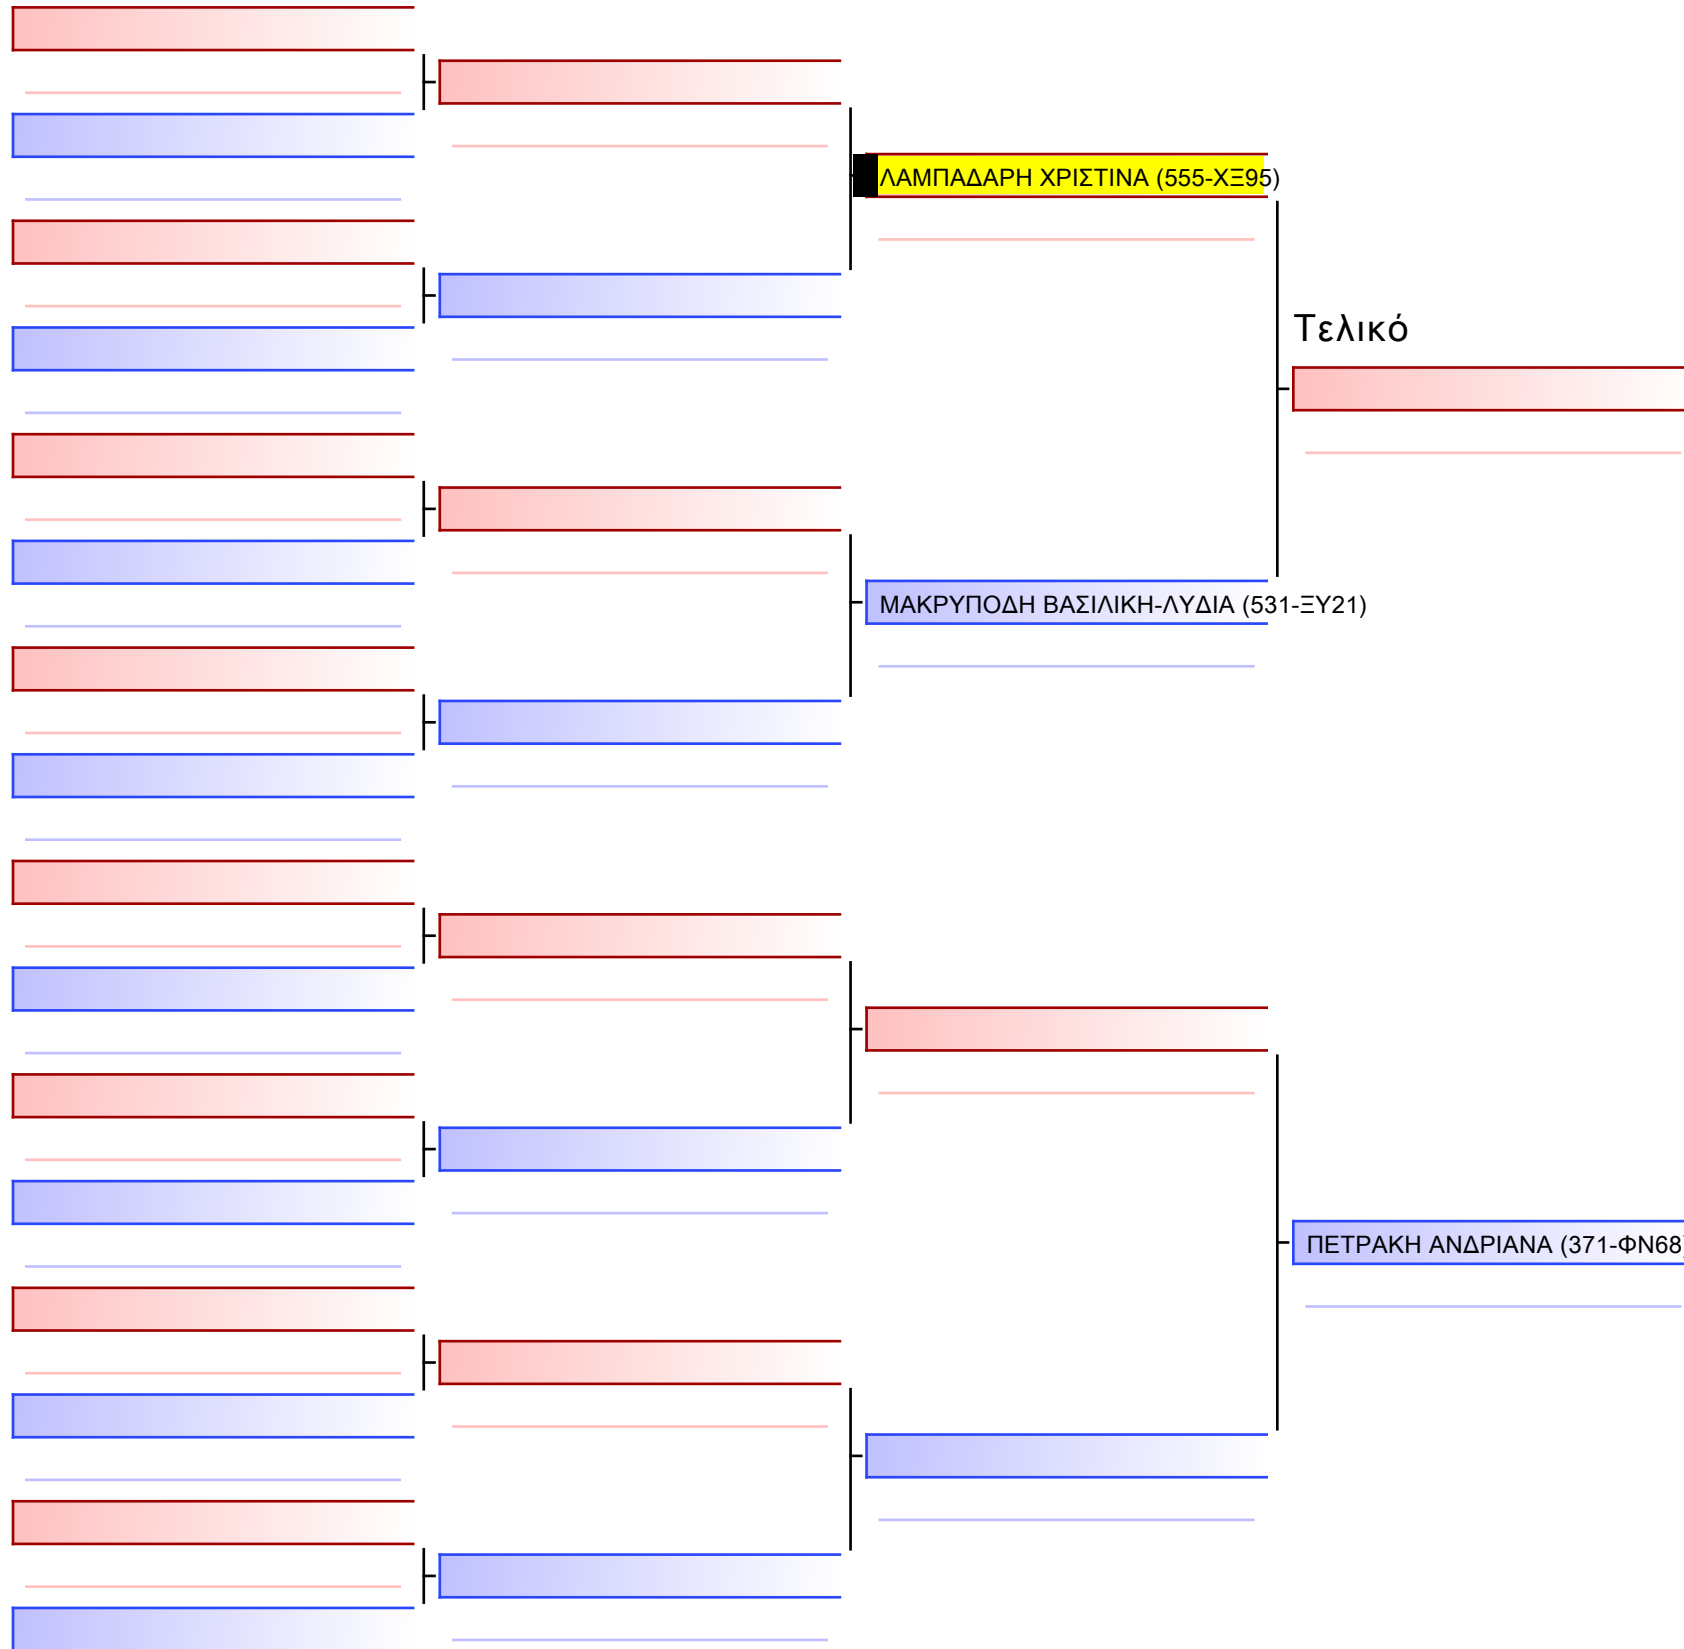 ΛΑΜΠΑΔΑΡΗ ΧΡΙΣΤΙΝΑ (555-ΧΞ95)
Τελικό
ΜΑΚΡΥΠΟΔΗ ΒΑΣΙΛΙΚΗ-ΛΥΔΙΑ (531-ΞΥ21)
ΠΕΤΡΑΚΗ ΑΝΔΡΙΑΝΑ (371-ΦΝ68)